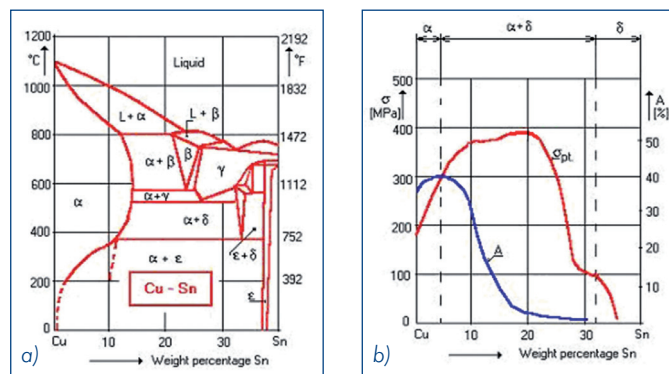 °C
°F
1200
2192
1000
1832
800
1472
600
1112
400
752
200
392
0
Liquid
L + α
L + β
α + β
β
γ
α
α + γ
α + δ
ε + δ
α + ε
ε
Cu - Sn
0
10
20
30
Cu
Weight percentage Sn
Sn
a)
α
α + δ
δ
σ
[MPa]
A
[%]
500
400
300
200
100
0
50
40
30
20
10
σpt.
A
Cu
10
20
30
Sn
Weight percentage Sn
b)